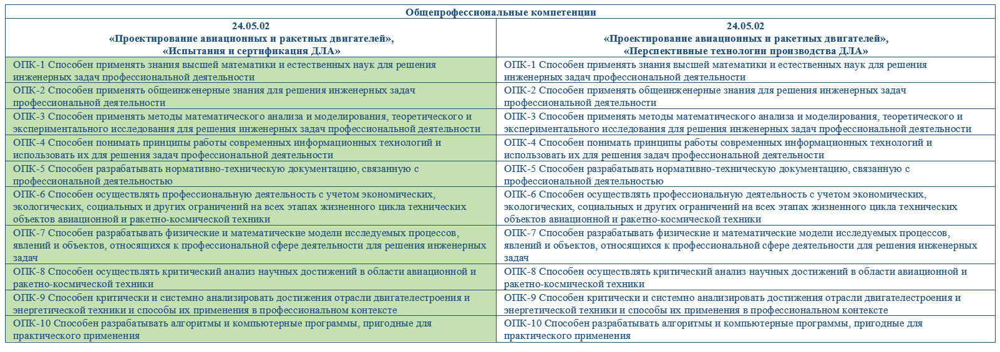 Общепрофессиональные компетенции
24.05.02
«Проектирование авиационных и ракетных двигателей»,
«Испытания и сертификация ДЛА»
24.05.02
«Проектирование авиационных и ракетных двигателей»,
«Перспективные технологии производства ДЛА»
ОПК-1 Способен применять знания высшей математики и естественных наук для решения
инженерных задач профессиональной деятельности
ОПК-1 Способен применять знания высшей математики и естественных наук для решения
инженерных задач профессиональной деятельности
ОПК-2 Способен применять общеинженерные знания для решения инженерных задач
профессиональной деятельности
ОПК-2 Способен применять общеинженерные знания для решения инженерных задач
профессиональной деятельности
ОПК-3 Способен применять методы математического анализа и моделирования, теоретического и
экспериментального исследования для решения инженерных задач профессиональной деятельности
ОПК-3 Способен применять методы математического анализа и моделирования, теоретического и
экспериментального исследования для решения инженерных задач профессиональной деятельности
ОПК-4 Способен понимать принципы работы современных информационных технологий и
использовать их для решения задач профессиональной деятельности
ОПК-4 Способен понимать принципы работы современных информационных технологий и
использовать их для решения задач профессиональной деятельности
ОПК-5 Способен разрабатывать нормативно-техническую документацию, связанную с
профессиональной деятельностью
ОПК-5 Способен разрабатывать нормативно-техническую документацию, связанную с
профессиональной деятельностью
ОПК-6 Способен осуществлять профессиональную деятельность с учетом экономических,
экологических, социальных и других ограничений на всех этапах жизненного цикла технических
объектов авиационной и ракетно-космической техники
ОПК-6 Способен осуществлять профессиональную деятельность с учетом экономических,
экологических, социальных и других ограничений на всех этапах жизненного цикла технических
объектов авиационной и ракетно-космической техники
ОПК-7 Способен разрабатывать физические и математические модели исследуемых процессов,
явлений и объектов, относящихся к профессиональной сфере деятельности для решения инженерных
задач
ОПК-7 Способен разрабатывать физические и математические модели исследуемых процессов,
явлений и объектов, относящихся к профессиональной сфере деятельности для решения инженерных
задач
ОПК-8 Способен осуществлять критический анализ научных достижений в области авиационной и
ракетно-космической техники
ОПК-8 Способен осуществлять критический анализ научных достижений в области авиационной и
ракетно-космической техники
ОПК-9 Способен критически и системно анализировать достижения отрасли двигателестроения и
энергетической техники и способы их применения в профессиональном контексте
ОПК-9 Способен критически и системно анализировать достижения отрасли двигателестроения и
энергетической техники и способы их применения в профессиональном контексте
ОПК-10 Способен разрабатывать алгоритмы и компьютерные программы, пригодные для
практического применения
ОПК-10 Способен разрабатывать алгоритмы и компьютерные программы, пригодные для
практического применения